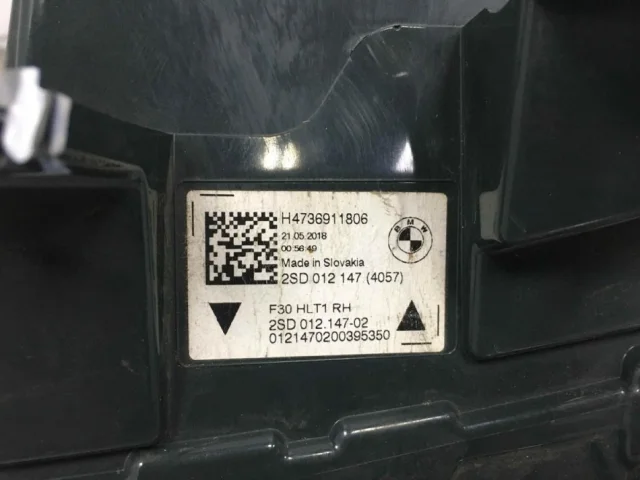 H4736911806
BMW
21.05.2018
00:56:49
Made in Slovakia
2SD 012 147 (4057)
F30 HLT1 RH
2SD 012.147-02
0121470200395350